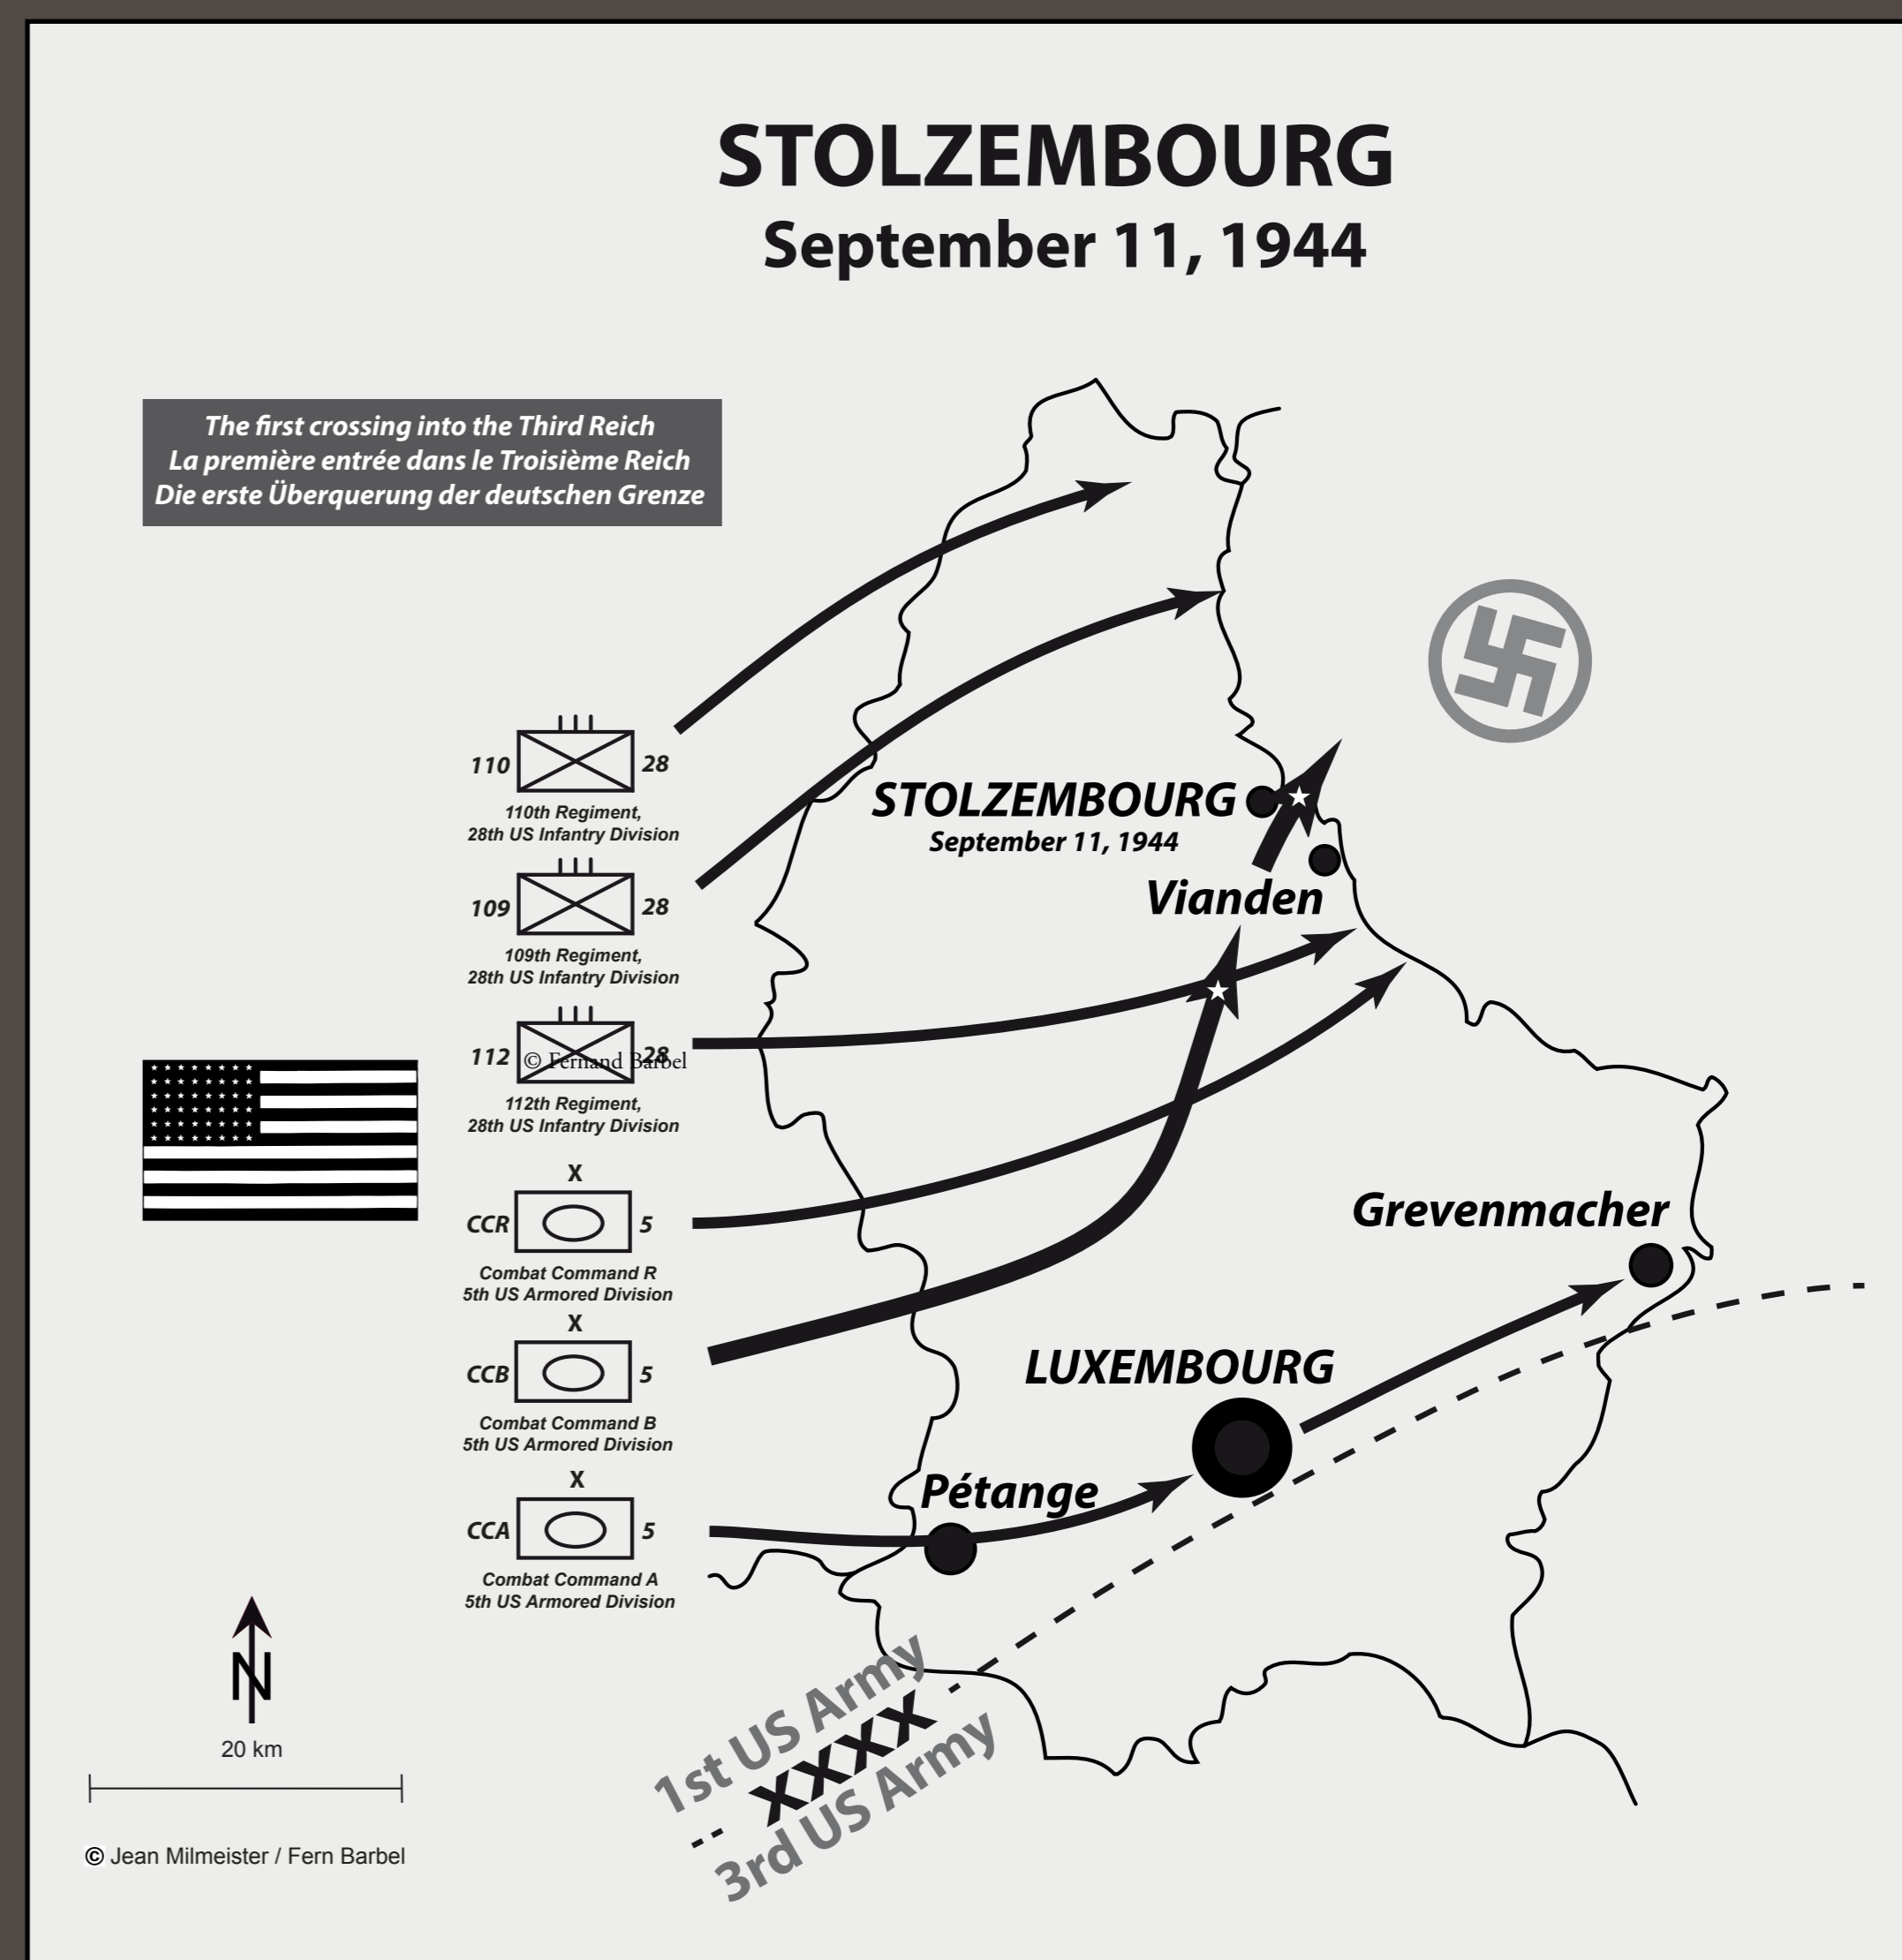 STOLZEMBOURG
September 11, 1944
The first crossing into the Third Reich
La première entrée dans le Troisième Reich
Die erste Überquerung der deutschen Grenze
110
28
110th Regiment,
28th US Infantry Division
STOLZEMBOURG
September 11, 1944
Vianden
109
28
109th Regiment,
28th US Infantry Division
112
28
© Fernand Barbel
112th Regiment,
28th US Infantry Division
X
CCR
5
Combat Command R
5th US Armored Division
Grevenmacher
X
CCB
5
Combat Command B
5th US Armored Division
LUXEMBOURG
Pétange
X
CCA
5
Combat Command A
5th US Armored Division
1st US Army
XXXX
3rd US Army
N
20 km
© Jean Milmeister / Fern Barbel